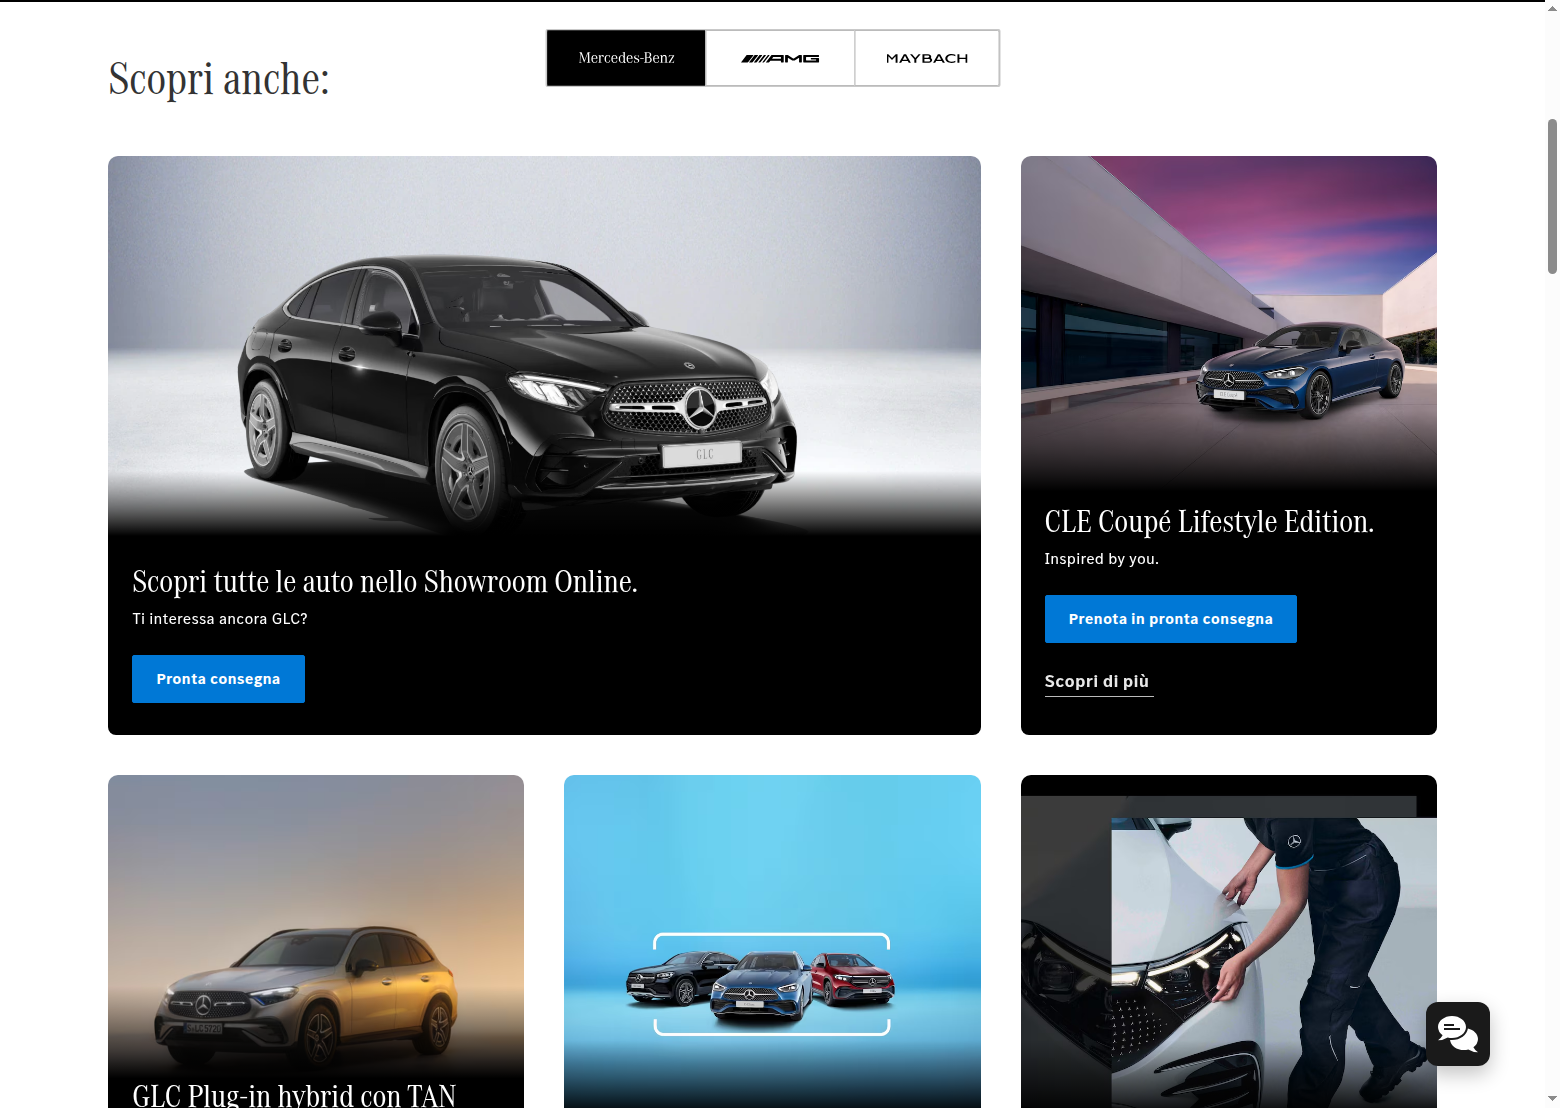 Scopri anche:
Mercedes-Benz
AMG
MAYBACH
GLC
Scopri tutte le auto nello Showroom Online.
Ti interessa ancora GLC?
Pronta consegna
CLE Coupé Lifestyle Edition.
Inspired by you.
Prenota in pronta consegna
Scopri di più
GLC Plug-in hybrid con TAN